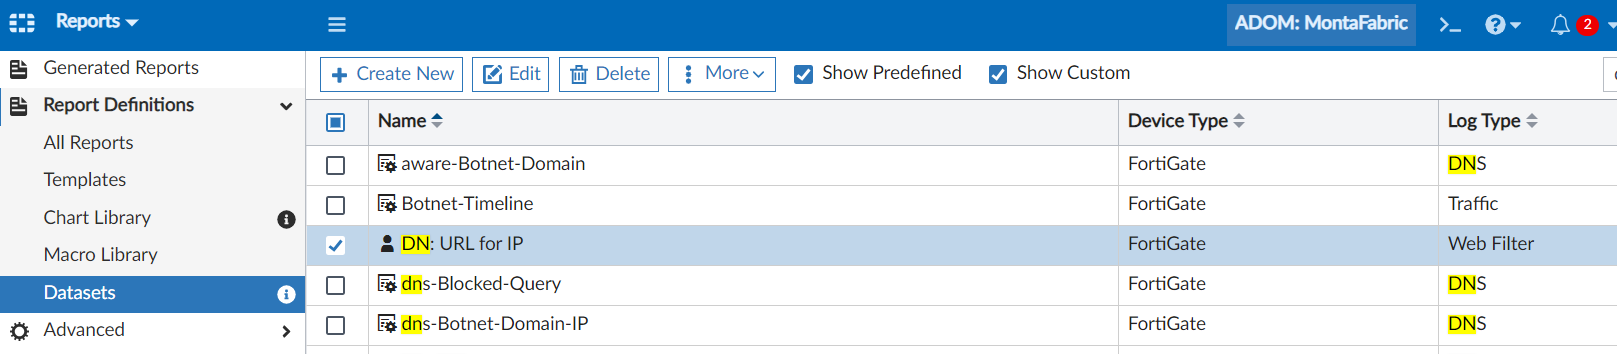 Reports
ADOM: MontaFabric
>_
?
2
Generated Reports
Report Definitions
All Reports
Templates
Chart Library
Macro Library
Datasets
Advanced
Create New Edit Delete More Show Predefined Show Custom
Name Device Type Log Type
aware-Botnet-Domain FortiGate DNS
Botnet-Timeline FortiGate Traffic
DN: URL for IP FortiGate Web Filter
dns-Blocked-Query FortiGate DNS
dns-Botnet-Domain-IP FortiGate DNS